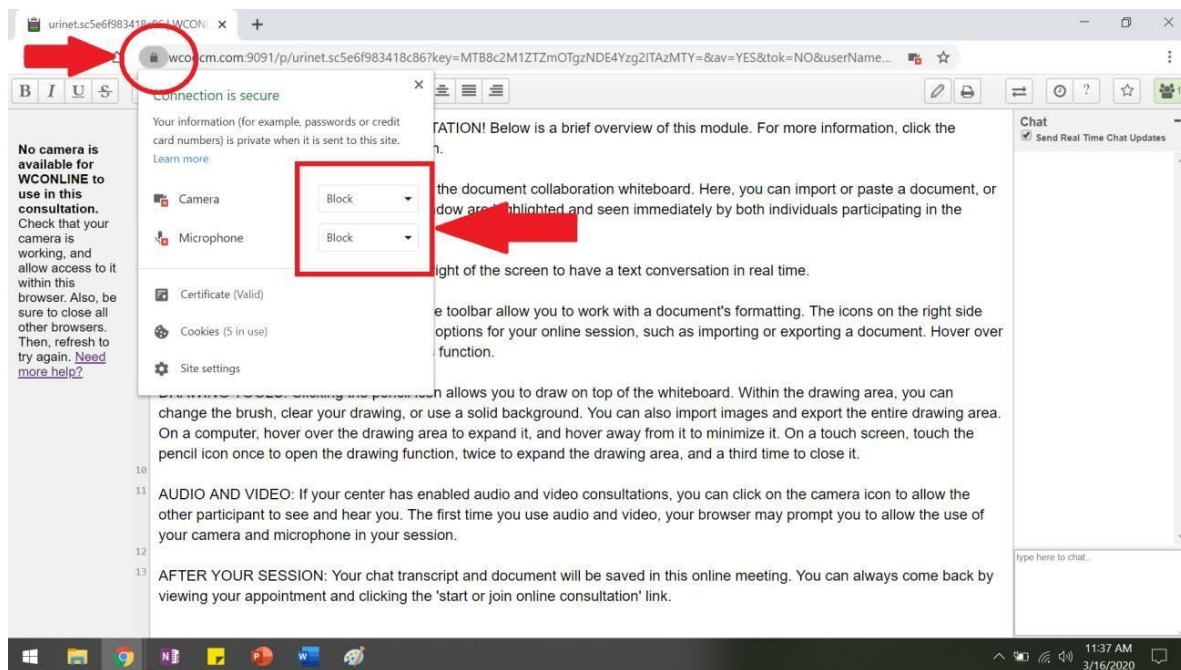 urinet.sc5e6f983418c86 | WCON
wcodcm.com:9091/p/urinet.sc5e6f983418c86?key=MTB8c2M1ZTZmOTgzNDE4Yzg2lTAzMTY=&av=YES&tok=NO&userName...
B I U S
?
1
No camera is
available for
WCONLINE to
use in this
consultation.
Check that your
camera is
working, and
allow access to it
within this
browser. Also, be
sure to close all
other browsers.
Then, refresh to
try again. Need
more help?
Connection is secure
Your information (for example, passwords or credit
card numbers) is private when it is sent to this site.
Learn more
Camera Block
Microphone Block
Certificate (Valid)
Cookies (5 in use)
Site settings
TATION! Below is a brief overview of this module. For more information, click the
n.
the document collaboration whiteboard. Here, you can import or paste a document, or
dow are highlighted and seen immediately by both individuals participating in the
ight of the screen to have a text conversation in real time.
e toolbar allow you to work with a document's formatting. The icons on the right side
options for your online session, such as importing or exporting a document. Hover over
function.
DRAWING TOOLS: Clicking the pencil icon allows you to draw on top of the whiteboard. Within the drawing area, you can
change the brush, clear your drawing, or use a solid background. You can also import images and export the entire drawing area.
On a computer, hover over the drawing area to expand it, and hover away from it to minimize it. On a touch screen, touch the
pencil icon once to open the drawing function, twice to expand the drawing area, and a third time to close it.
10
11 AUDIO AND VIDEO: If your center has enabled audio and video consultations, you can click on the camera icon to allow the
other participant to see and hear you. The first time you use audio and video, your browser may prompt you to allow the use of
your camera and microphone in your session.
12
13 AFTER YOUR SESSION: Your chat transcript and document will be saved in this online meeting. You can always come back by
viewing your appointment and clicking the 'start or join online consultation' link.
Chat
Send Real Time Chat Updates
type here to chat...
11:37 AM
3/16/2020